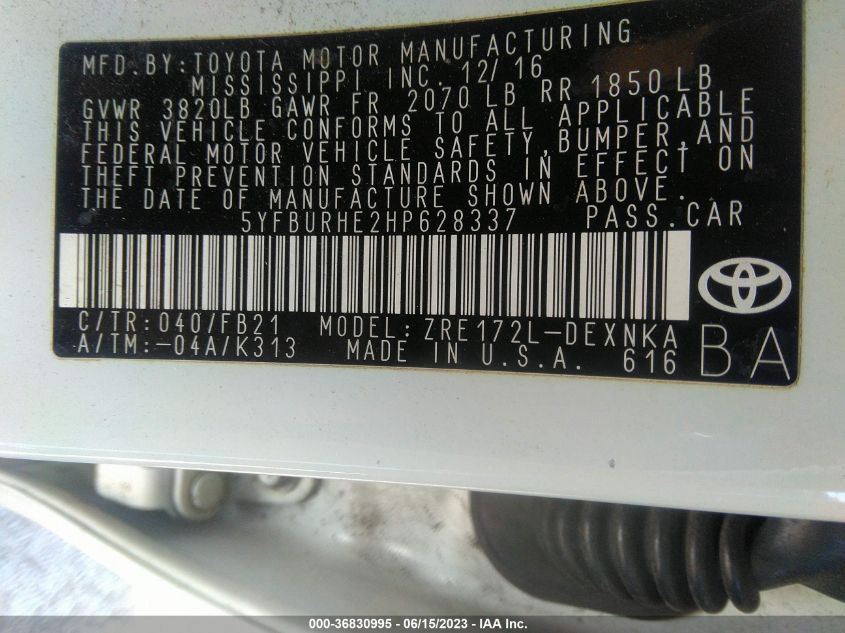 MFD.BY:TOYOTA MOTOR MANUFACTURING
MISSISSIPPI INC. 12/16
GVWR 3820LB GAWR FR 2070 LB RR 1850 LB
THIS VEHICLE CONFORMS TO ALL APPLICABLE
FEDERAL MOTOR VEHICLE SAFETY,BUMPER,AND
THEFT PREVENTION STANDARDS IN EFFECT ON
THE DATE OF MANUFACTURE SHOWN ABOVE.
5YFBURHE2HP628337 PASS.CAR
C/TR:040/FB21 MODEL:ZRE172L-DEXNKA
A/TM:-04A/K313 MADE IN U.S.A. 616
BA
000-36830995 - 06/15/2023 - IAA Inc.